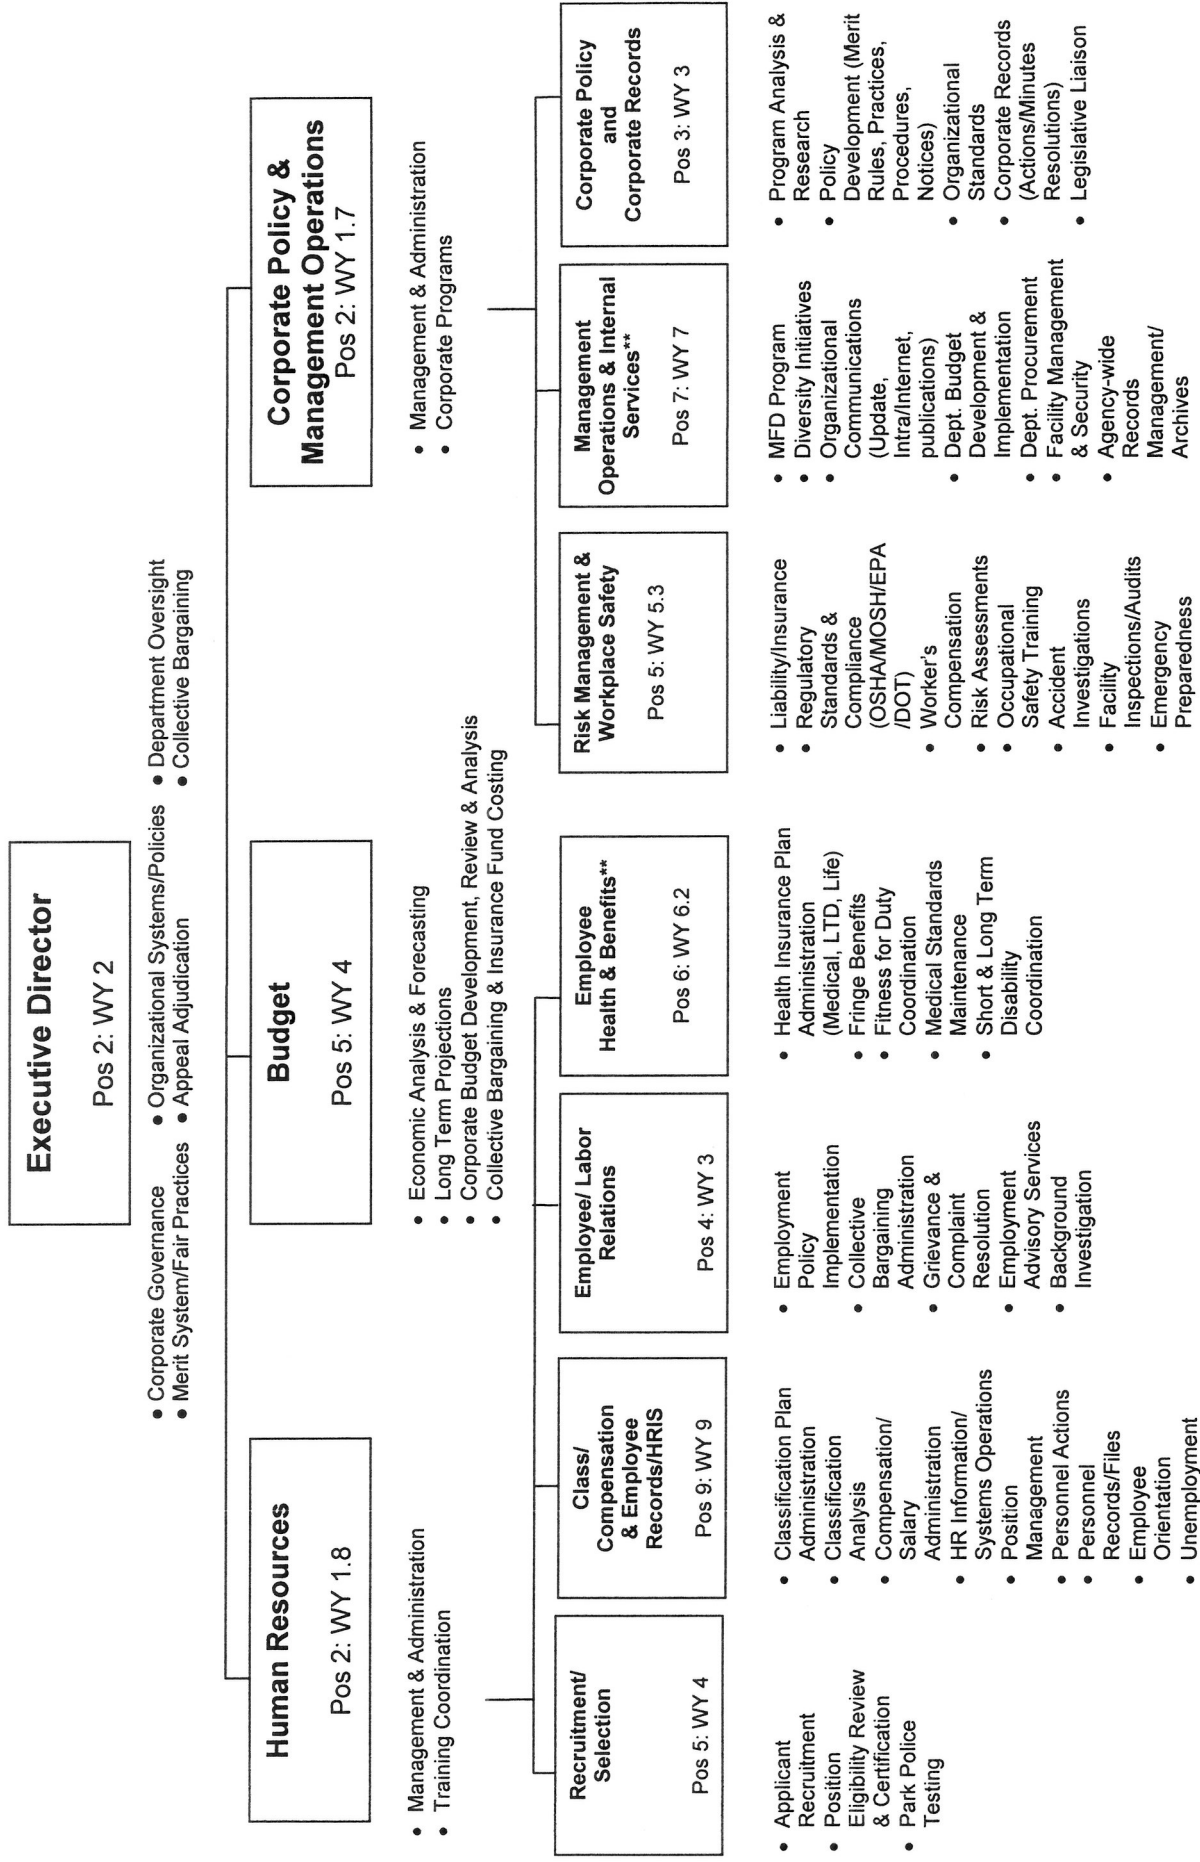 Executive Director
Pos 2: WY 2
• Corporate Governance
• Merit System/Fair Practices
• Organizational Systems/Policies
• Appeal Adjudication
• Department Oversight
• Collective Bargaining
Human Resources
Pos 2: WY 1.8
• Management & Administration
• Training Coordination
Budget
Pos 5: WY 4
• Economic Analysis & Forecasting
• Long Term Projections
• Corporate Budget Development, Review & Analysis
• Collective Bargaining & Insurance Fund Costing
Corporate Policy &
Management Operations
Pos 2: WY 1.7
• Management & Administration
• Corporate Programs
Recruitment/
Selection
Pos 5: WY 4
• Applicant
Recruitment
• Position
Eligibility Review
& Certification
• Park Police
Testing
Class/
Compensation
& Employee
Records/HRIS
Pos 9: WY 9
• Classification Plan
Administration
• Classification
Analysis
• Compensation/
Salary
Administration
• HR Information/
Systems Operations
• Position
Management
• Personnel Actions
• Personnel
Records/Files
• Employee
Orientation
• Unemployment
Employee/ Labor
Relations
Pos 4: WY 3
• Employment
Policy
Implementation
• Collective
Bargaining
Administration
• Grievance &
Complaint
Resolution
• Employment
Advisory Services
• Background
Investigation
Employee
Health & Benefits**
Pos 6: WY 6.2
• Health Insurance Plan
Administration
(Medical, LTD, Life)
• Fringe Benefits
• Fitness for Duty
Coordination
• Medical Standards
Maintenance
• Short & Long Term
Disability
Coordination
Risk Management &
Workplace Safety
Pos 5: WY 5.3
• Liability/Insurance
• Regulatory
Standards &
Compliance
(OSHA/MOSH/EPA
/DOT)
• Worker's
Compensation
• Risk Assessments
• Occupational
Safety Training
• Accident
Investigations
• Facility
Inspections/Audits
• Emergency
Preparedness
Management
Operations & Internal
Services**
Pos 7: WY 7
• MFD Program
• Diversity Initiatives
• Organizational
Communications
(Update,
Intra/Internet,
publications)
• Dept. Budget
Development &
Implementation
• Dept. Procurement
• Facility Management
& Security
• Agency-wide
Records
Management/
Archives
Corporate Policy
and
Corporate Records
Pos 3: WY 3
• Program Analysis &
Research
• Policy
Development (Merit
Rules, Practices,
Procedures,
Notices)
• Organizational
Standards
• Corporate Records
(Actions/Minutes
Resolutions)
• Legislative Liaison